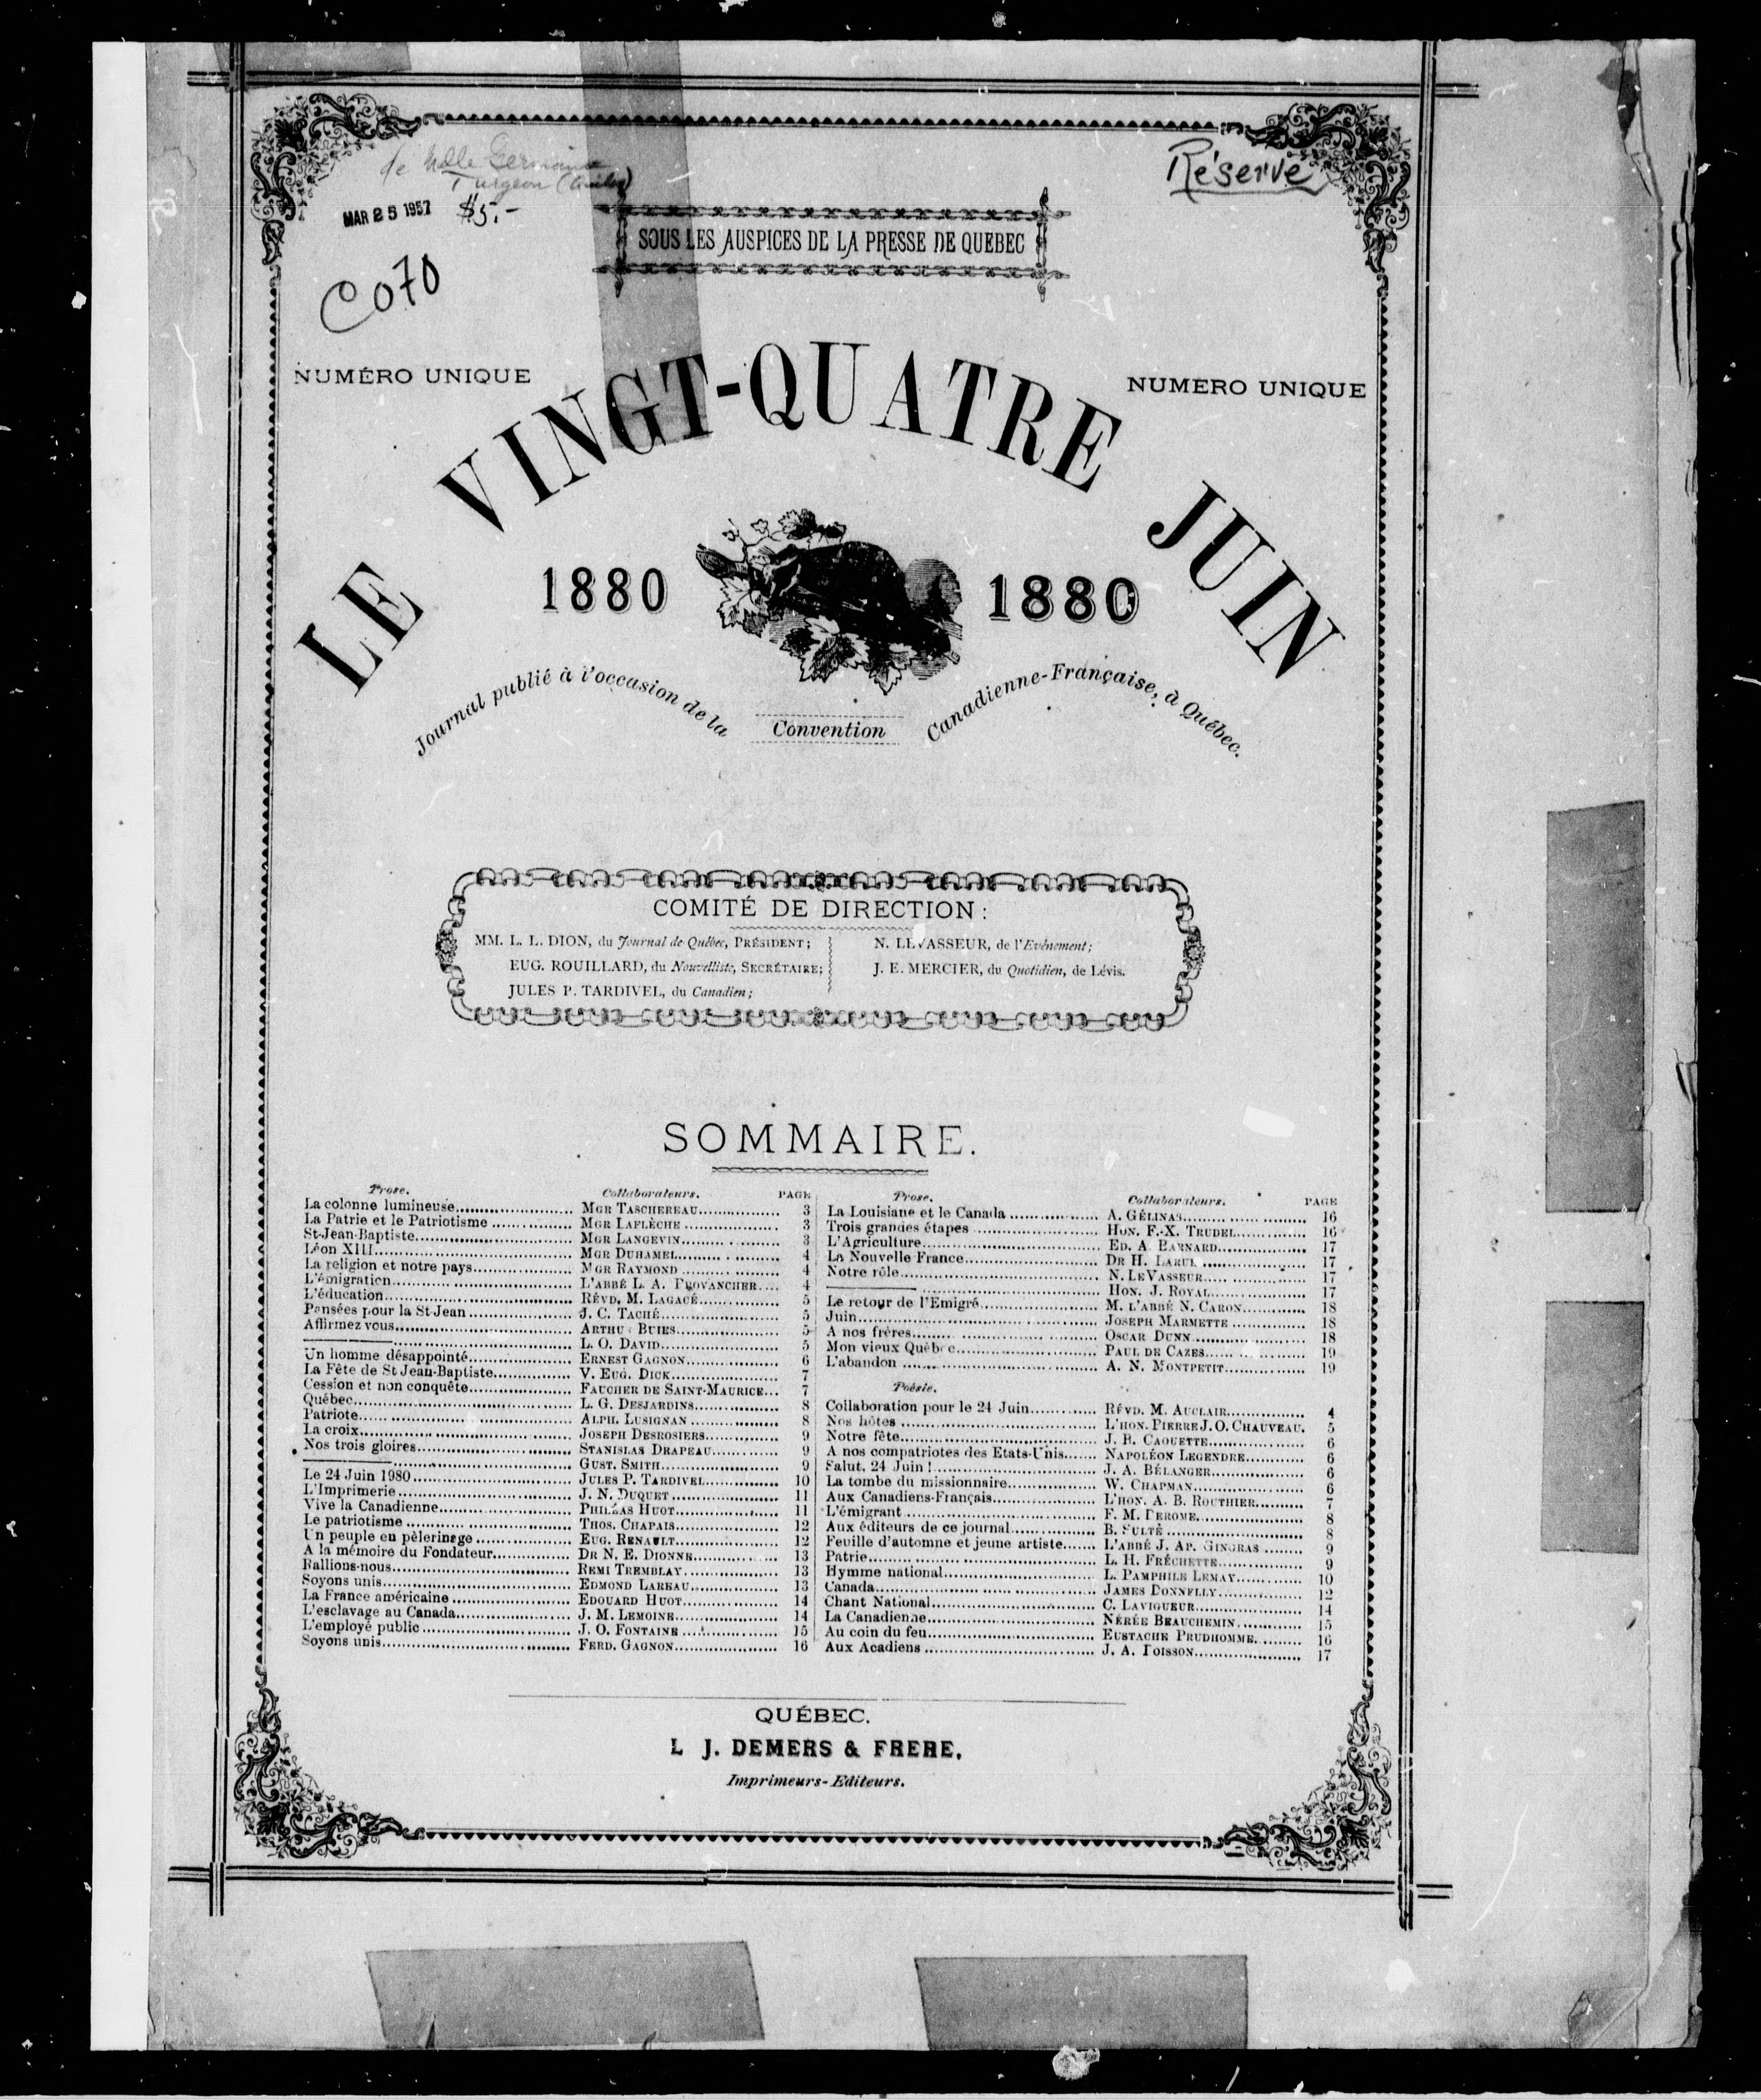 de Mlle Germaine
Turgeon
MAR 25 1957 $5.-
Réservé
C070
SOUS LES AUSPICES DE LA PRESSE DE QUEBEC
NUMÉRO UNIQUE
NUMERO UNIQUE
LE VINGT-QUATRE JUIN
1880 1880
Journal publié à l'occasion de la Convention Canadienne-Française, à Québec.
COMITÉ DE DIRECTION :
MM. L. L. DION, du Journal de Québec, PRÉSIDENT;
EUG. ROUILLARD, du Nouvelliste, SECRÉTAIRE;
JULES P. TARDIVEL, du Canadien;
N. LEVASSEUR, de l'Evénement;
J. E. MERCIER, du Quotidien, de Lévis.
SOMMAIRE.
Prose. Collaborateurs. PAGE
La colonne lumineuse...................... MGR TASCHEREAU................ 3
La Patrie et le Patriotisme ............... MGR LAFLÈCHE ................... 3
St-Jean-Baptiste.............................. MGR LANGEVIN................... 3
Léon XIII...................................... MGR DUHAMEL................... 4
La religion et notre pays................... MGR RAYMOND ................... 4
L'émigration.................................. L'ABBÉ L. A. PROVANCHER.... 4
L'éducation................................... RÉVD. M. LAGACÉ................ 5
Pensées pour la St-Jean.................... J. C. TACHÉ....................... 5
Affirmez vous................................. ARTHUR BUIES.................... 5
.................................. L. O. DAVID....................... 5
Un homme désappointé.................... ERNEST GAGNON.................. 6
La Fête de St Jean-Baptiste............... V. EUG. DICK..................... 7
Cession et non conquête................... FAUCHER DE SAINT-MAURICE... 7
Québec......................................... L. G. DESJARDINS................ 8
Patriote........................................ ALPH. LUSIGNAN ................. 8
La croix........................................ JOSEPH DESROSIERS.............. 9
Nos trois gloires.............................. STANISLAS DRAPEAU............. 9
.................................. GUST. SMITH...................... 9
Le 24 Juin 1980............................... JULES P. TARDIVEL.............. 10
L'Imprimerie.................................. J. N. DUQUET ..................... 11
Vive la Canadienne.......................... PHILÉAS HUOT.................... 11
Le patriotisme ................................ THOS. CHAPAIS.................... 12
Un peuple en pèlerinage ................... EUG. RENAULT.................... 12
A la mémoire du Fondateur............... DR N. E. DIONNE................. 13
Rallions-nous.................................. REMI TREMBLAY.................. 13
Soyons unis.................................... EDMOND LAREAU................. 13
La France américaine ...................... EDOUARD HUOT................... 14
L'esclavage au Canada..................... J. M. LEMOINE.................... 14
L'employé public ............................ J. O. FONTAINE ................... 15
Soyons unis.................................... FERD. GAGNON.................... 16
Prose. Collaborateurs. PAGE
La Louisiane et le Canada ................ A. GÉLINAS........................ 16
Trois grandes étapes ....................... HON. F.-X. TRUDEL.............. 16
L'Agriculture................................. ED. A. BARNARD.................. 17
La Nouvelle France......................... DR H. LARUE ..................... 17
Notre rôle..................................... N. LEVASSEUR.................... 17
.................................. HON. J. ROYAL.................... 17
Le retour de l'Emigré...................... M. L'ABBÉ N. CARON............ 18
Juin............................................ JOSEPH MARMETTE .............. 18
A nos frères.................................. OSCAR DUNN ..................... 18
Mon vieux Québec.......................... PAUL DE CAZES................... 19
L'abandon .................................... A. N. MONTPETIT................ 19
Poésie.
Collaboration pour le 24 Juin............ RÉVD. M. AUCLAIR............... 4
Nos hôtes ..................................... L'HON. PIERRE J. O. CHAUVEAU. 5
Notre fête..................................... J. B. CAOUETTE................... 6
A nos compatriotes des Etats-Unis....... NAPOLÉON LEGENDRE............ 6
Salut, 24 Juin !............................... J. A. BÉLANGER................... 6
La tombe du missionnaire................. W. CHAPMAN...................... 6
Aux Canadiens-Français................... L'HON. A. B. ROUTHIER......... 7
L'émigrant .................................... F. M. DEROME..................... 8
Aux éditeurs de ce journal................ B. SULTE .......................... 8
Feuille d'automne et jeune artiste...... L'ABBÉ J. AP. GINGRAS ........ 9
Patrie........................................... L. H. FRÉCHETTE................. 9
Hymme national............................. L. PAMPHILE LEMAY............. 10
Canada......................................... JAMES DONNELLY................ 12
Chant National............................... C. LAVIGUEUR..................... 14
La Canadienne............................... NÉRÉE BEAUCHEMIN............. 15
Au coin du feu............................... EUSTACHE PRUDHOMME......... 16
Aux Acadiens ................................ J. A. POISSON..................... 17
QUÉBEC.
L J. DEMERS & FRERE,
Imprimeurs-Editeurs.